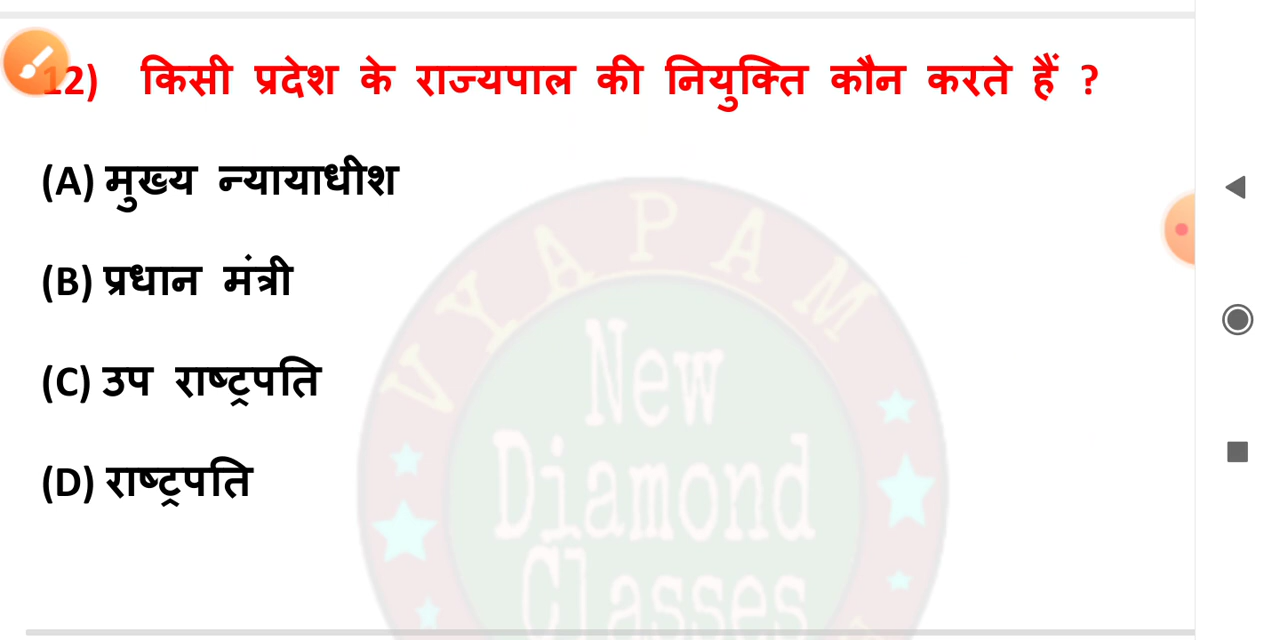 12) किसी प्रदेश के राज्यपाल की नियुक्ति कौन करते हैं ?
(A) मुख्य न्यायाधीश
(B) प्रधान मंत्री
(C) उप राष्ट्रपति
(D) राष्ट्रपति
VYAPAM
New
Diamond
Classes